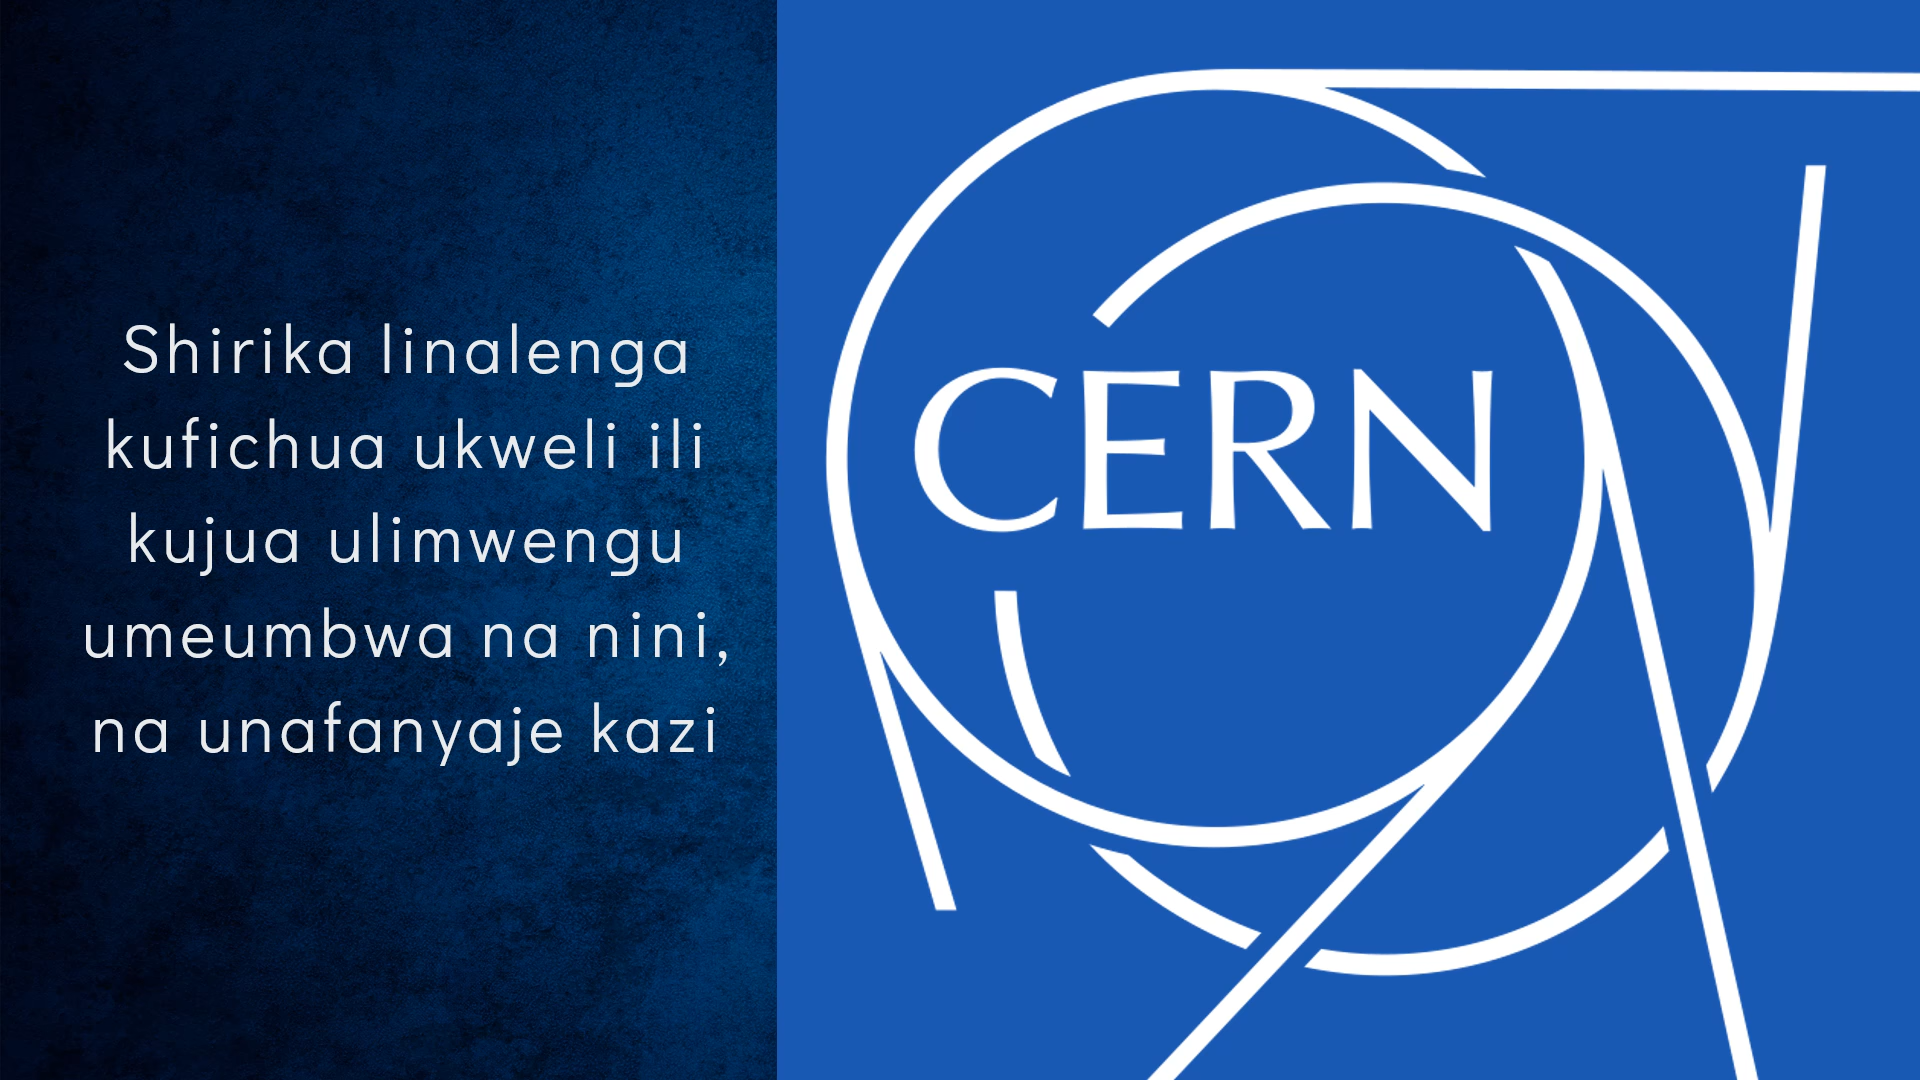 Shirika linalenga
kufichua ukweli ili
kujua ulimwengu
umeumbwa na nini,
na unafanyaje kazi
CERN